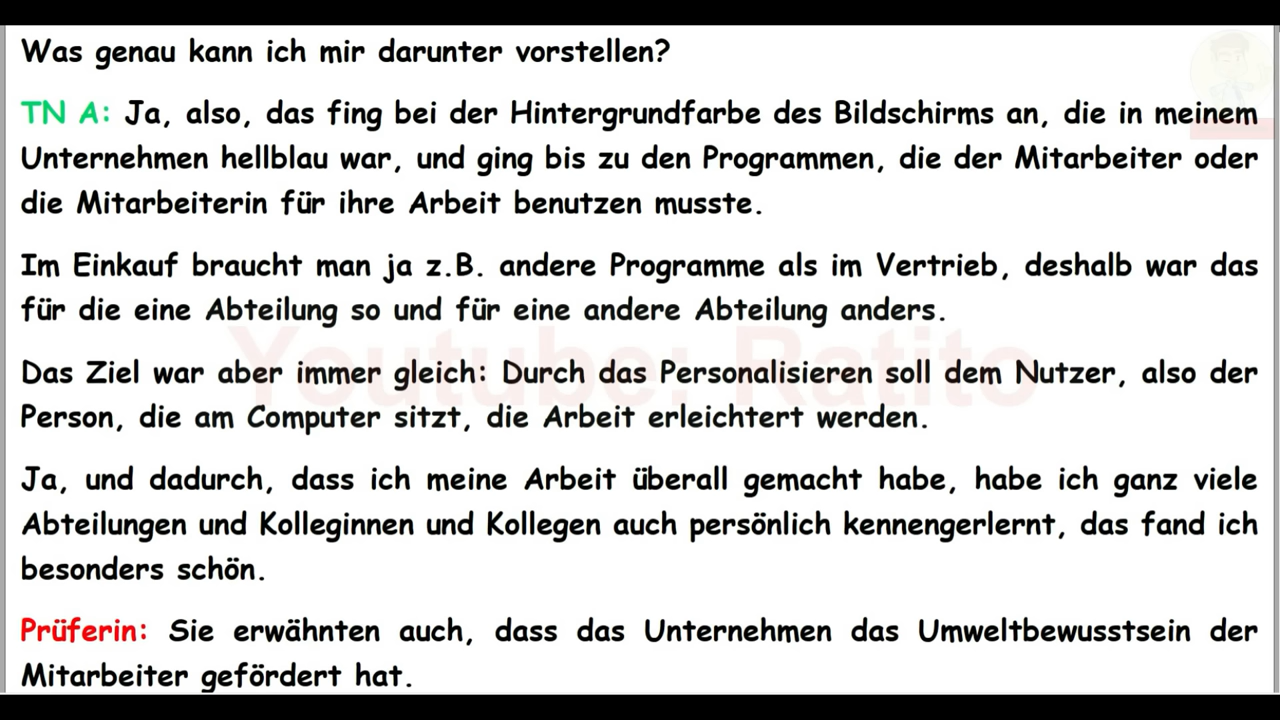 Was genau kann ich mir darunter vorstellen?
TN A: Ja, also, das fing bei der Hintergrundfarbe des Bildschirms an, die in meinem
Unternehmen hellblau war, und ging bis zu den Programmen, die der Mitarbeiter oder
die Mitarbeiterin für ihre Arbeit benutzen musste.
Im Einkauf braucht man ja z.B. andere Programme als im Vertrieb, deshalb war das
für die eine Abteilung so und für eine andere Abteilung anders.
Youtube: Ratito
Das Ziel war aber immer gleich: Durch das Personalisieren soll dem Nutzer, also der
Person, die am Computer sitzt, die Arbeit erleichtert werden.
Ja, und dadurch, dass ich meine Arbeit überall gemacht habe, habe ich ganz viele
Abteilungen und Kolleginnen und Kollegen auch persönlich kennengerlernt, das fand ich
besonders schön.
Prüferin: Sie erwähnten auch, dass das Unternehmen das Umweltbewusstsein der
Mitarbeiter gefördert hat.